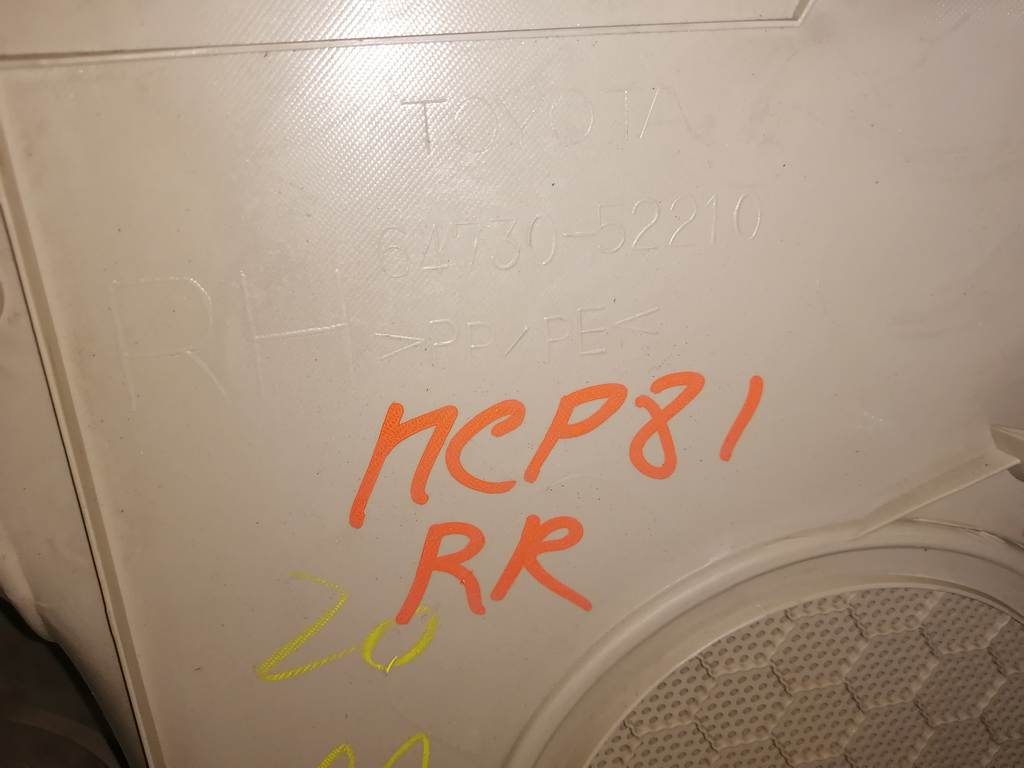 TOYOTA
64730-52210
RH
>PP/PE<
NCP81
RR
20